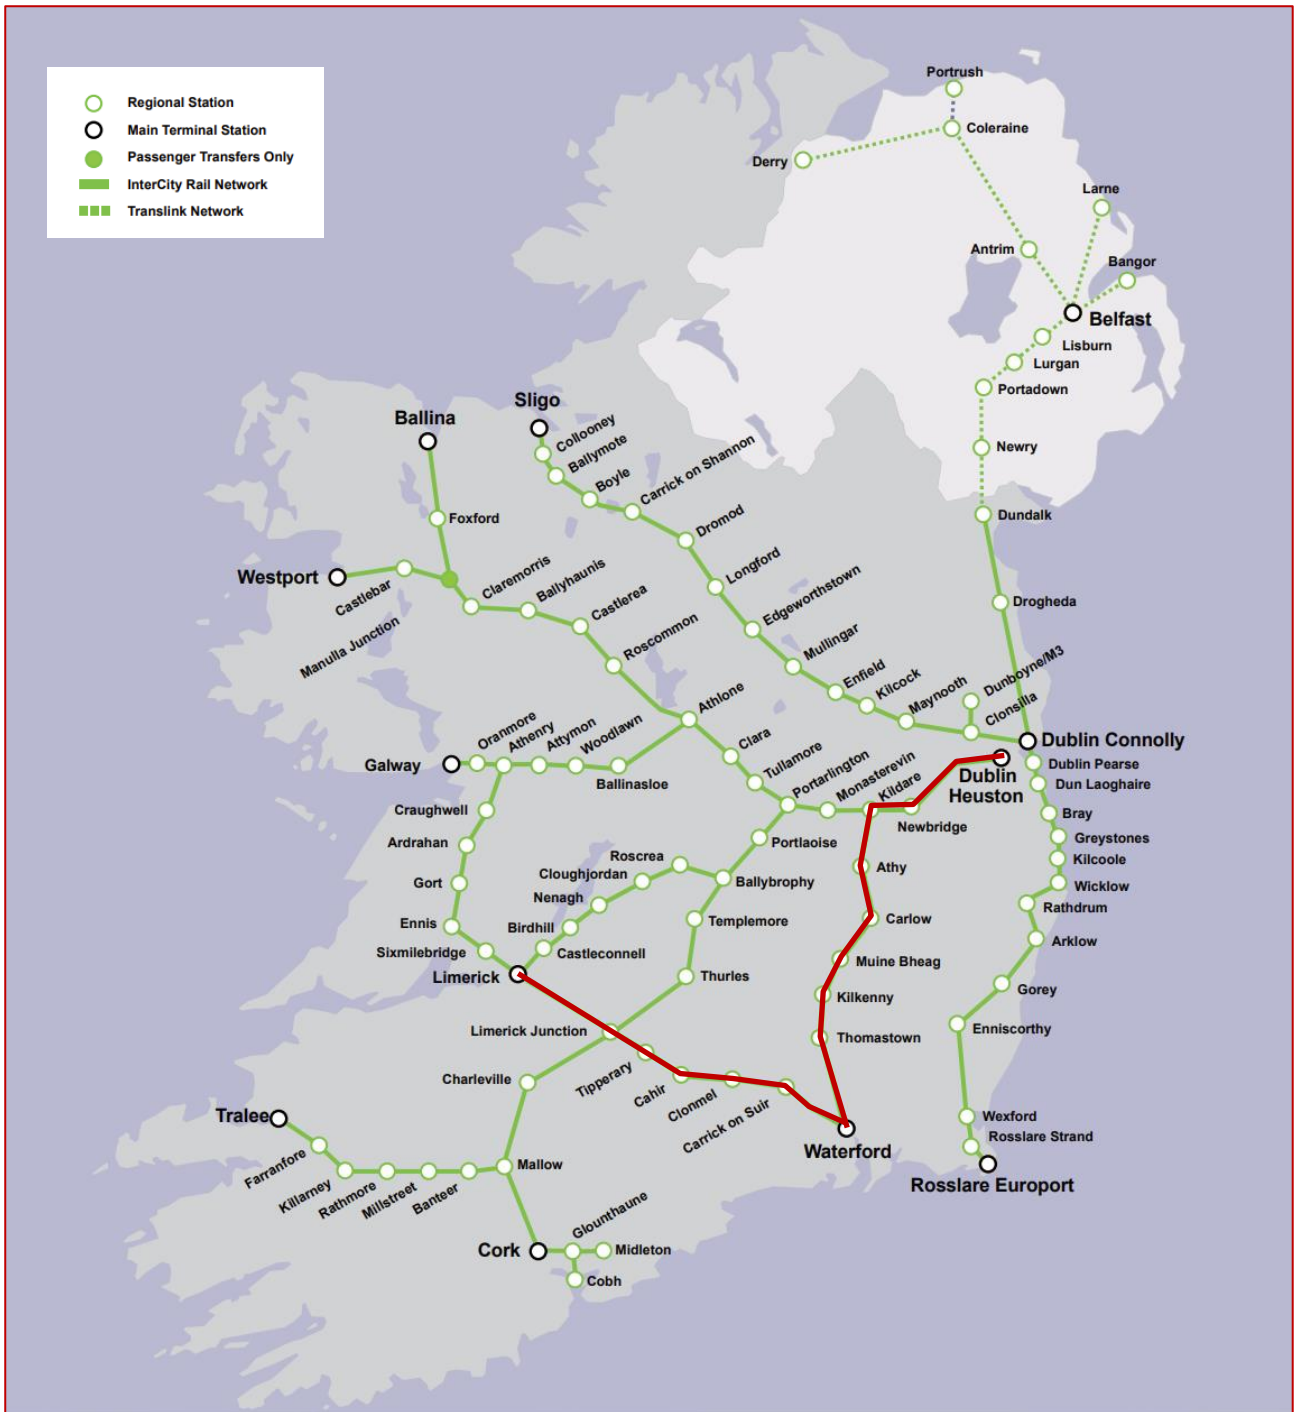 Regional Station
Main Terminal Station
Passenger Transfers Only
InterCity Rail Network
Translink Network
Portrush
Coleraine
Derry
Larne
Antrim
Bangor
Belfast
Lisburn
Lurgan
Portadown
Newry
Dundalk
Drogheda
Sligo
Collooney
Ballymote
Boyle
Carrick on Shannon
Dromod
Longford
Edgeworthstown
Mullingar
Enfield
Kilcock
Maynooth
Dunboyne/M3
Clonsilla
Ballina
Foxford
Westport
Castlebar
Manulla Junction
Claremorris
Ballyhaunis
Castlerea
Roscommon
Athlone
Clara
Tullamore
Portarlington
Monasterevin
Kildare
Newbridge
Dublin Connolly
Dublin
Heuston
Dublin Pearse
Dun Laoghaire
Bray
Greystones
Kilcoole
Wicklow
Rathdrum
Arklow
Gorey
Enniscorthy
Wexford
Rosslare Strand
Rosslare Europort
Galway
Oranmore
Athenry
Attymon
Woodlawn
Ballinasloe
Craughwell
Ardrahan
Gort
Ennis
Sixmilebridge
Limerick
Roscrea
Cloughjordan
Nenagh
Birdhill
Castleconnell
Portlaoise
Ballybrophy
Templemore
Thurles
Athy
Carlow
Muine Bheag
Kilkenny
Thomastown
Waterford
Limerick Junction
Tipperary
Cahir
Clonmel
Carrick on Suir
Charleville
Mallow
Tralee
Farranfore
Killarney
Rathmore
Millstreet
Banteer
Cork
Glounthaune
Midleton
Cobh